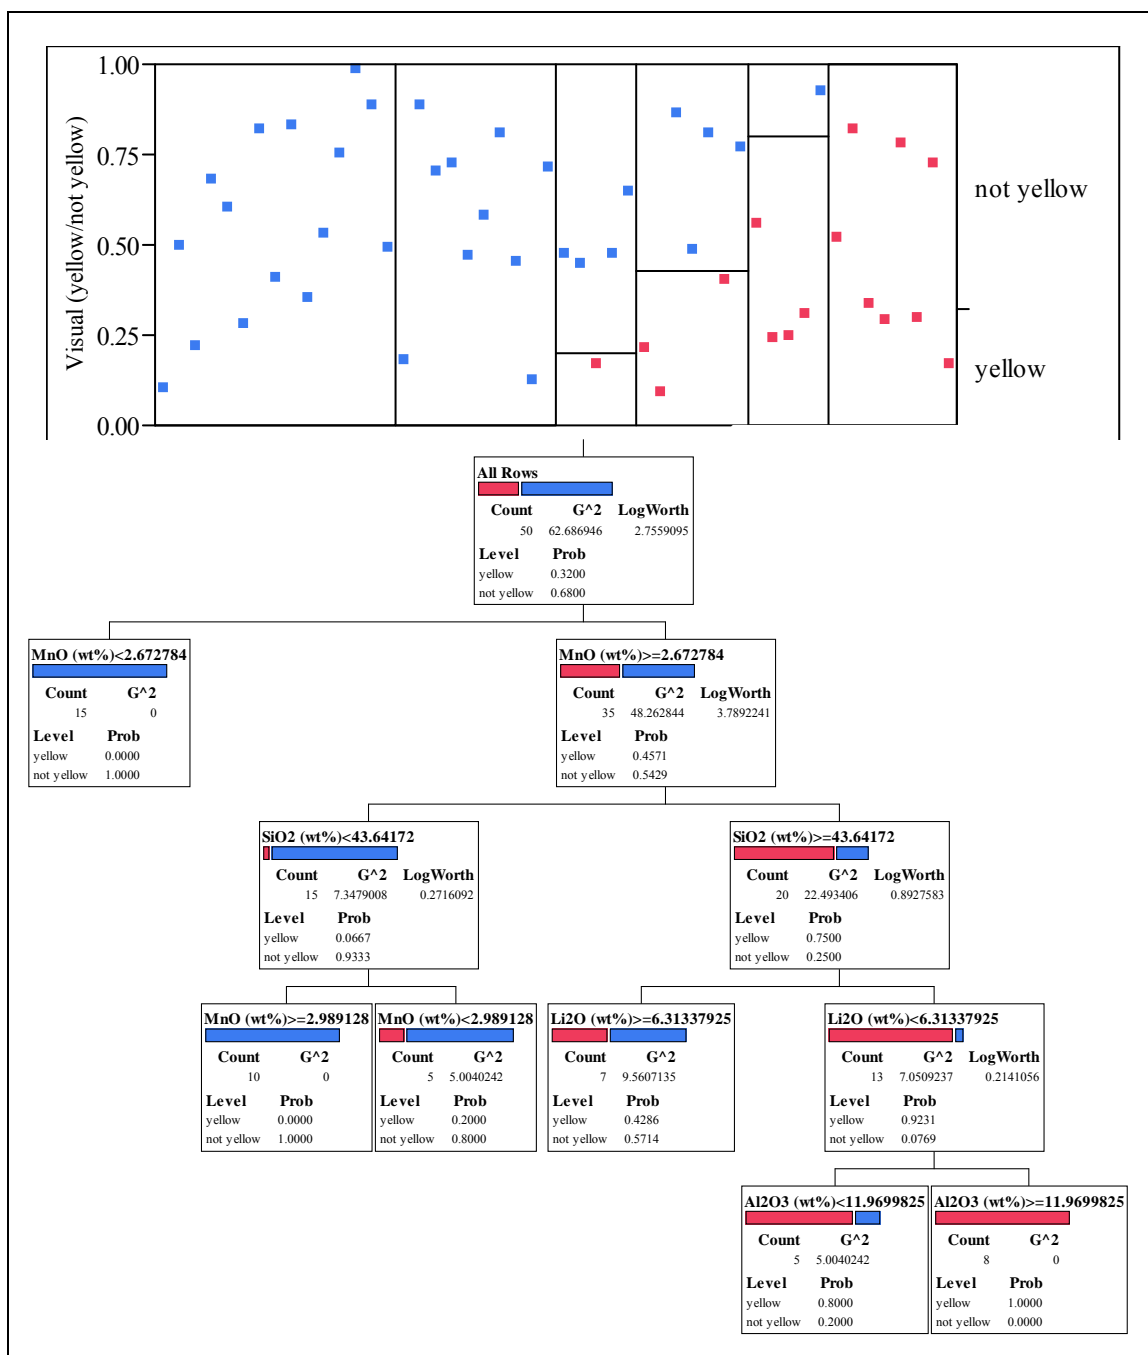 1.00
0.75
0.50
0.25
0.00
Visual (yellow/not yellow)
not yellow
yellow
All Rows
Count G^2 LogWorth
50 62.686946 2.7559095
Level Prob
yellow 0.3200
not yellow 0.6800
MnO (wt%)<2.672784
Count G^2
15 0
Level Prob
yellow 0.0000
not yellow 1.0000
MnO (wt%)>=2.672784
Count G^2 LogWorth
35 48.262844 3.7892241
Level Prob
yellow 0.4571
not yellow 0.5429
SiO2 (wt%)<43.64172
Count G^2 LogWorth
15 7.3479008 0.2716092
Level Prob
yellow 0.0667
not yellow 0.9333
SiO2 (wt%)>=43.64172
Count G^2 LogWorth
20 22.493406 0.8927583
Level Prob
yellow 0.7500
not yellow 0.2500
MnO (wt%)>=2.989128
Count G^2
10 0
Level Prob
yellow 0.0000
not yellow 1.0000
MnO (wt%)<2.989128
Count G^2
5 5.0040242
Level Prob
yellow 0.2000
not yellow 0.8000
Li2O (wt%)>=6.31337925
Count G^2
7 9.5607135
Level Prob
yellow 0.4286
not yellow 0.5714
Li2O (wt%)<6.31337925
Count G^2 LogWorth
13 7.0509237 0.2141056
Level Prob
yellow 0.9231
not yellow 0.0769
Al2O3 (wt%)<11.9699825
Count G^2
5 5.0040242
Level Prob
yellow 0.8000
not yellow 0.2000
Al2O3 (wt%)>=11.9699825
Count G^2
8 0
Level Prob
yellow 1.0000
not yellow 0.0000